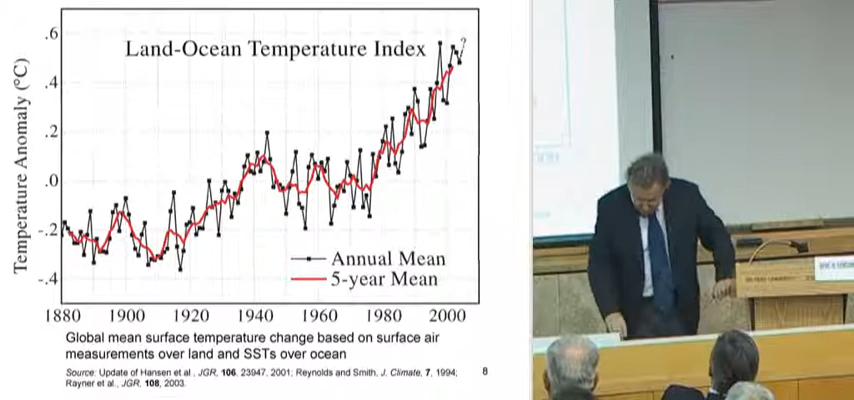 Land-Ocean Temperature Index
Temperature Anomaly (°C)
.6
.4
.2
.0
-.2
-.4
?
Annual Mean
5-year Mean
1880 1900 1920 1940 1960 1980 2000
Global mean surface temperature change based on surface air
measurements over land and SSTs over ocean
Source: Update of Hansen et al., JGR, 106, 23947, 2001; Reynolds and Smith, J. Climate, 7, 1994;
Rayner et al., JGR, 108, 2003.
8